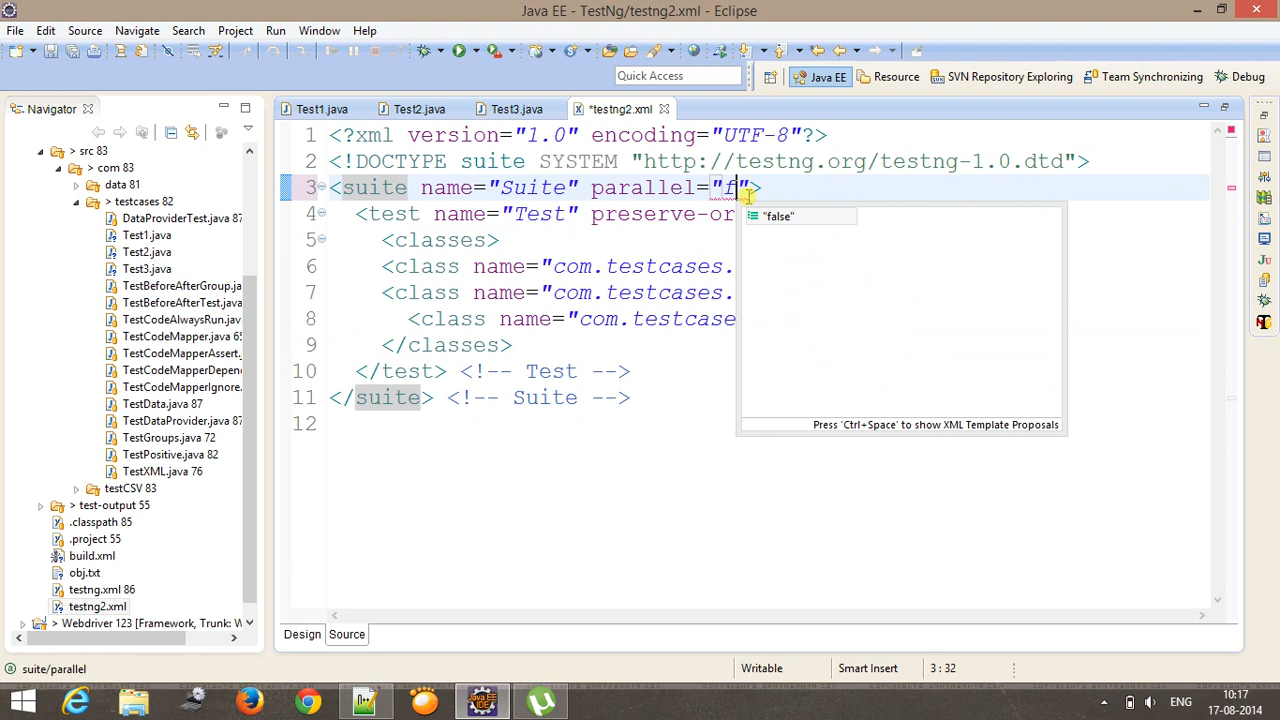 Java EE - TestNg/testng2.xml - Eclipse
File Edit Source Navigate Search Project Run Window Help
Quick Access
Java EE Resource SVN Repository Exploring Team Synchronizing Debug
Navigator
Test1.java Test2.java Test3.java *testng2.xml
> src 83
> com 83
data 81
> testcases 82
DataProviderTest.java 87
Test1.java
Test2.java
Test3.java
TestBeforeAfterGroup.ja
TestBeforeAfterTest.java
TestCodeAlwaysRun.java
TestCodeMapper.java 65
TestCodeMapperAssert.
TestCodeMapperDepen
TestCodeMapperIgnore.
TestData.java 87
TestDataProvider.java 87
TestGroups.java 72
TestPositive.java 82
TestXML.java 76
testCSV 83
> test-output 55
.classpath 85
.project 55
build.xml
obj.txt
testng.xml 86
testng2.xml
> Webdriver 123 [Framework, Trunk: W
1 <?xml version="1.0" encoding="UTF-8"?>
2 <!DOCTYPE suite SYSTEM "http://testng.org/testng-1.0.dtd">
3 <suite name="Suite" parallel="f">
4 <test name="Test" preserve-or
5 <classes>
6 <class name="com.testcases.
7 <class name="com.testcases.
8 <class name="com.testcase
9 </classes>
10 </test> <!-- Test -->
11 </suite> <!-- Suite -->
12
"false"
Press 'Ctrl+Space' to show XML Template Proposals
Design Source
suite/parallel
Writable Smart Insert 3 : 32
Java EE IDE
ENG
10:17
17-08-2014